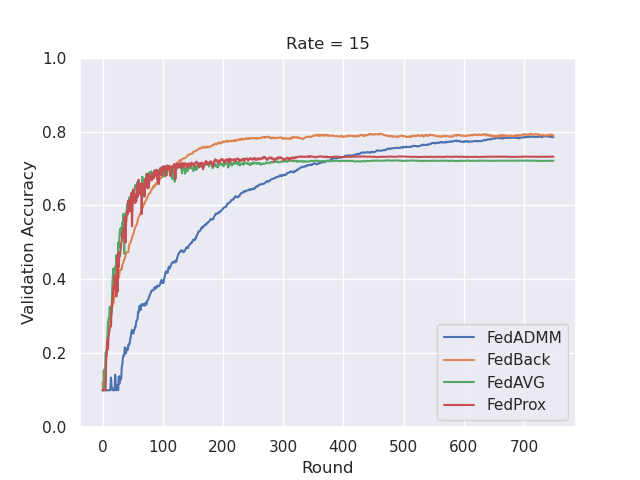 Rate = 15
Validation Accuracy
1.0
0.8
0.6
0.4
0.2
0.0
0 100 200 300 400 500 600 700
Round
FedADMM
FedBack
FedAVG
FedProx